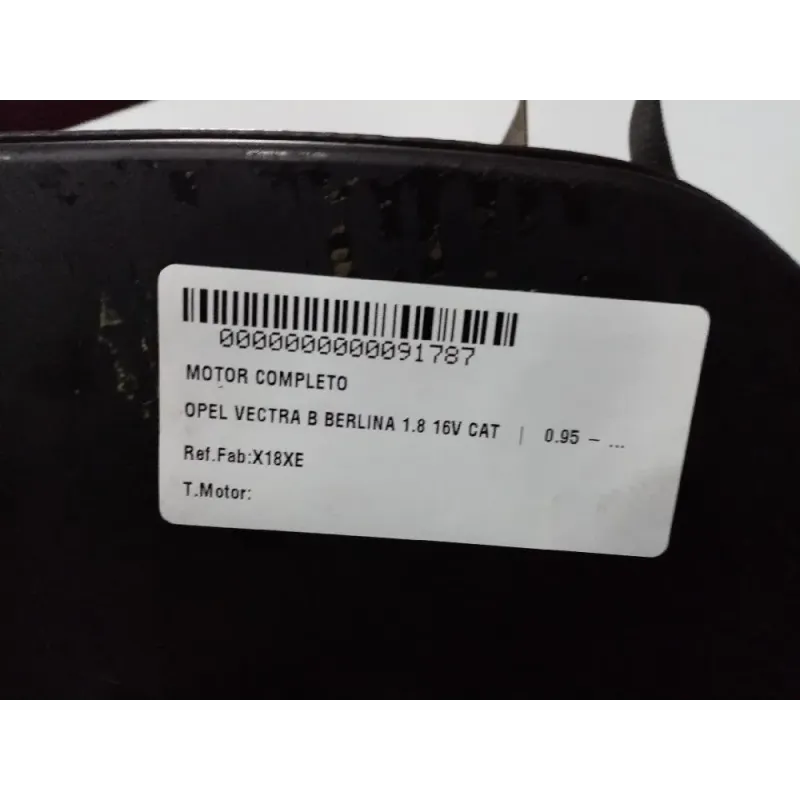 0000000000091787
MOTOR COMPLETO
OPEL VECTRA B BERLINA 1.8 16V CAT | 0.95 – ...
Ref.Fab:X18XE
T.Motor: